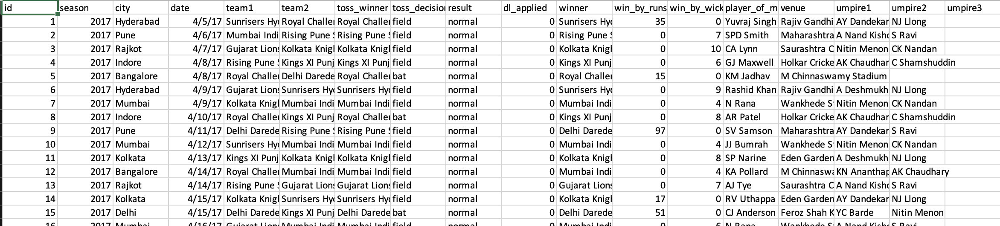 id season city date team1 team2 toss_winner toss_decision result dl_applied winner win_by_runs win_by_wick player_of_m venue umpire1 umpire2 umpire3
1 2017 Hyderabad 4/5/17 Sunrisers Hy Royal Challe Royal Challe field normal 0 Sunrisers Hy 35 0 Yuvraj Singh Rajiv Gandhi AY Dandekar NJ Llong
2 2017 Pune 4/6/17 Mumbai Indi Rising Pune Rising Pune field normal 0 Rising Pune 0 7 SPD Smith Maharashtra A Nand Kish S Ravi
3 2017 Rajkot 4/7/17 Gujarat Lions Kolkata Knig Kolkata Knig field normal 0 Kolkata Knig 0 10 CA Lynn Saurashtra C Nitin Menon CK Nandan
4 2017 Indore 4/8/17 Rising Pune Kings XI Punj Kings XI Punj field normal 0 Kings XI Punj 0 6 GJ Maxwell Holkar Cricke AK Chaudhar C Shamshuddin
5 2017 Bangalore 4/8/17 Royal Challe Delhi Darede Royal Challe bat normal 0 Royal Challe 15 0 KM Jadhav M Chinnaswamy Stadium
6 2017 Hyderabad 4/9/17 Gujarat Lions Sunrisers Hy Sunrisers Hy field normal 0 Sunrisers Hy 0 9 Rashid Khan Rajiv Gandhi A Deshmukh NJ Llong
7 2017 Mumbai 4/9/17 Kolkata Knig Mumbai Indi Mumbai Indi field normal 0 Mumbai Indi 0 4 N Rana Wankhede S Nitin Menon CK Nandan
8 2017 Indore 4/10/17 Royal Challe Kings XI Punj Royal Challe bat normal 0 Kings XI Punj 0 8 AR Patel Holkar Cricke AK Chaudhar C Shamshuddin
9 2017 Pune 4/11/17 Delhi Darede Rising Pune Rising Pune field normal 0 Delhi Darede 97 0 SV Samson Maharashtra AY Dandekar S Ravi
10 2017 Mumbai 4/12/17 Sunrisers Hy Mumbai Indi Mumbai Indi field normal 0 Mumbai Indi 0 4 JJ Bumrah Wankhede S Nitin Menon CK Nandan
11 2017 Kolkata 4/13/17 Kings XI Punj Kolkata Knig Kolkata Knig field normal 0 Kolkata Knig 0 8 SP Narine Eden Garden A Deshmukh NJ Llong
12 2017 Bangalore 4/14/17 Royal Challe Mumbai Indi Mumbai Indi field normal 0 Mumbai Indi 0 4 KA Pollard M Chinnasw KN Ananthap AK Chaudhary
13 2017 Rajkot 4/14/17 Rising Pune Gujarat Lions Gujarat Lions field normal 0 Gujarat Lions 0 7 AJ Tye Saurashtra C A Nand Kish S Ravi
14 2017 Kolkata 4/15/17 Kolkata Knig Sunrisers Hy Sunrisers Hy field normal 0 Kolkata Knig 17 0 RV Uthappa Eden Garden AY Dandekar NJ Llong
15 2017 Delhi 4/15/17 Delhi Darede Kings XI Punj Delhi Darede bat normal 0 Delhi Darede 51 0 CJ Anderson Feroz Shah K YC Barde Nitin Menon
16 2017 Mumbai 4/16/17 Gujarat Lions Mumbai Indi Mumbai Indi field normal 0 Mumbai Indi 0 6 N Rana Wankhede S A Nand Kish S Ravi